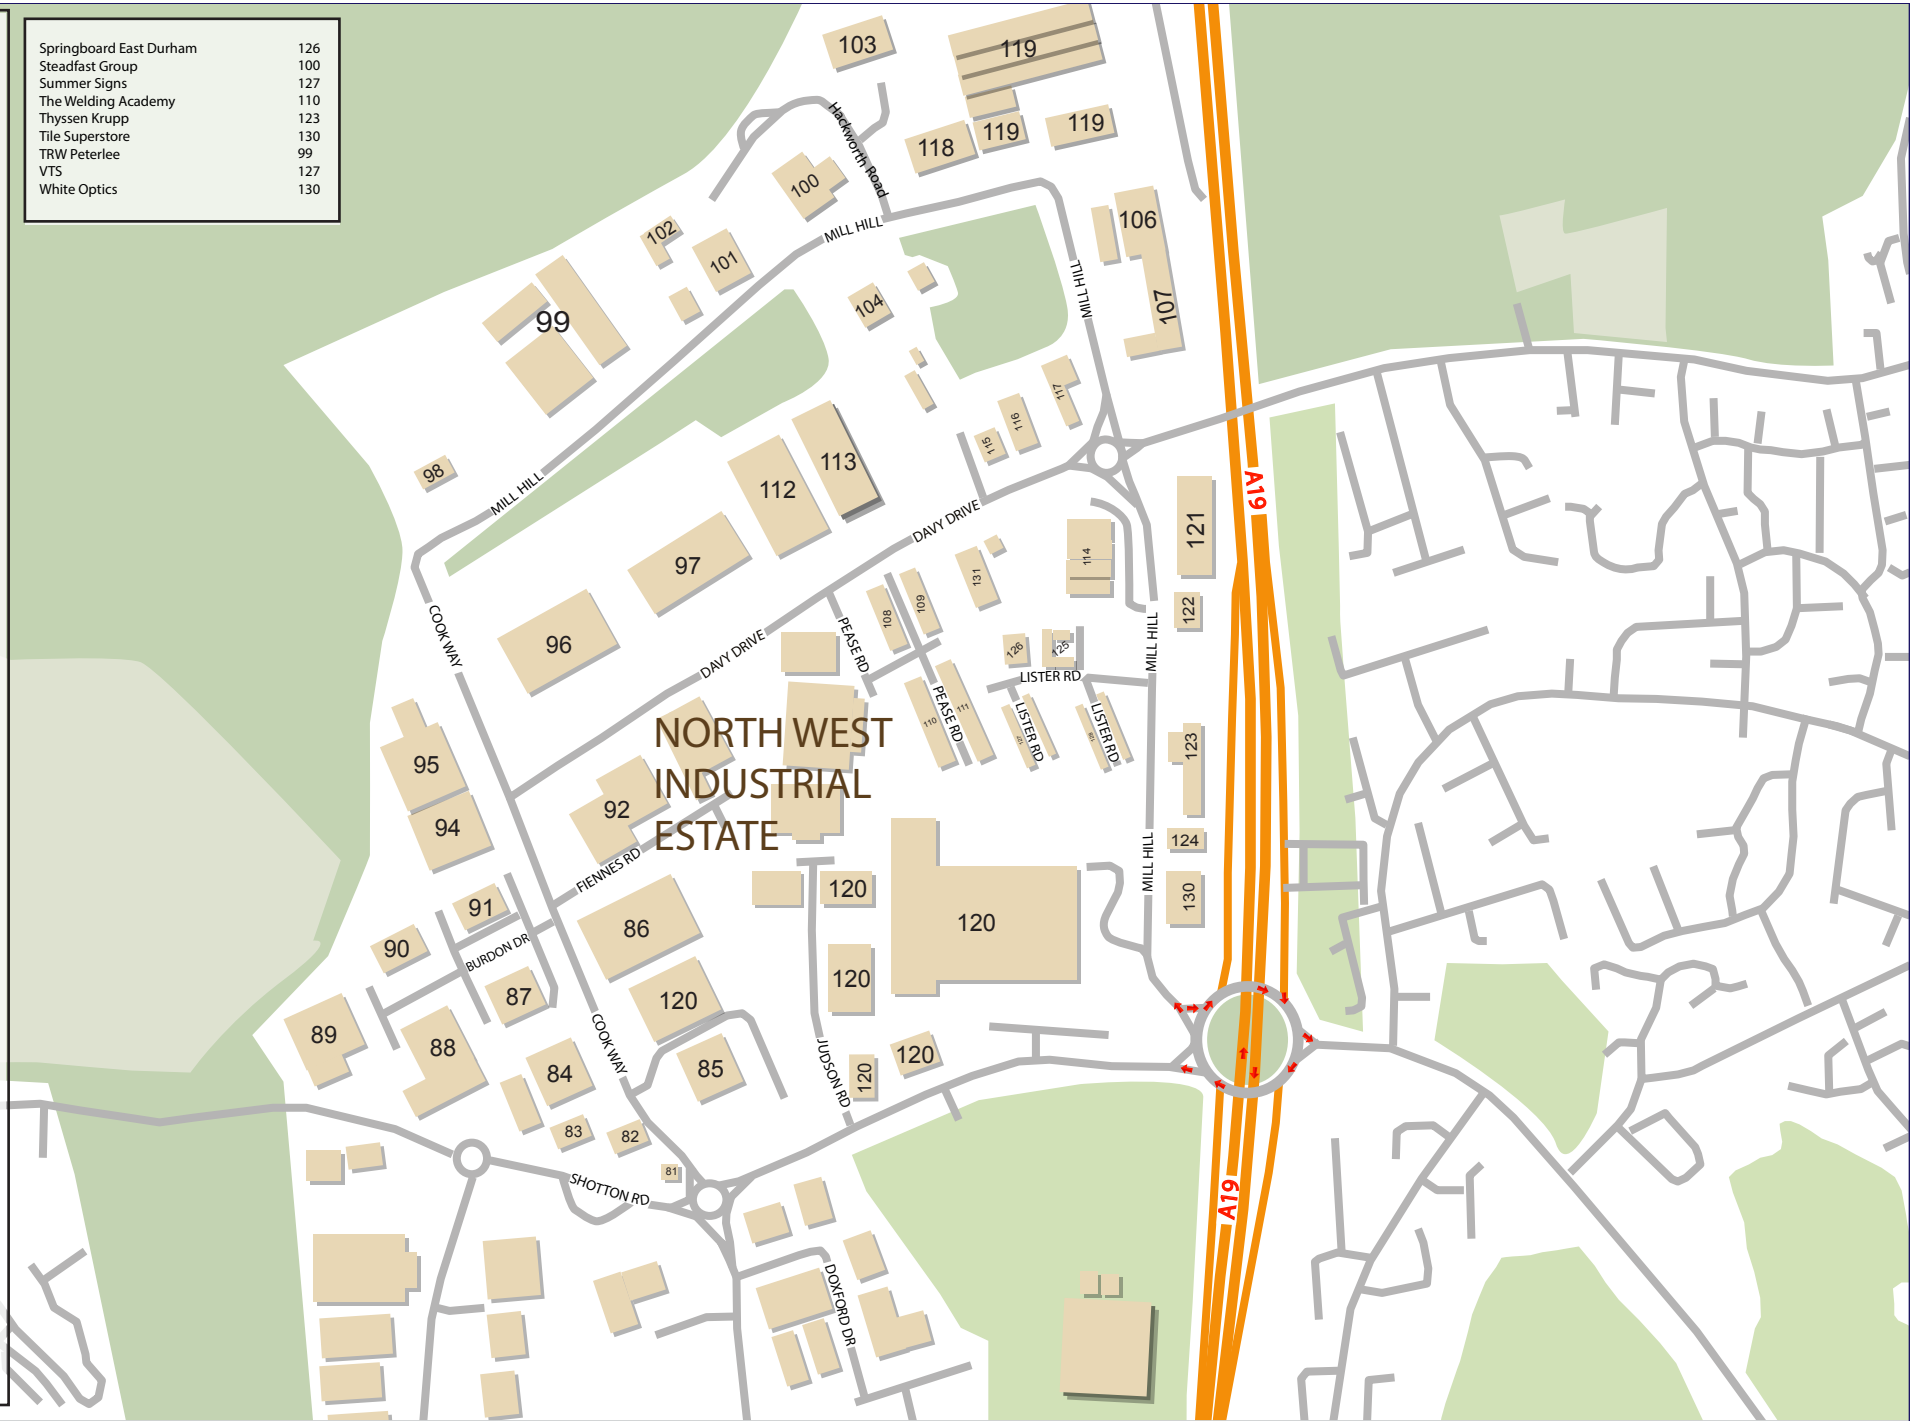 Springboard East Durham 126
Steadfast Group 100
Summer Signs 127
The Welding Academy 110
Thyssen Krupp 123
Tile Superstore 130
TRW Peterlee 99
VTS 127
White Optics 130
103
119
119
119
118
Hackworth Road
100
MILL HILL
102
101
106
104
MILL HILL
107
99
117
116
115
98
MILL HILL
113
112
A19
DAVY DRIVE
121
97
114
131
COOK WAY
108
109
122
96
DAVY DRIVE
PEASE RD
126
125
MILL HILL
LISTER RD
110
PEASE RD
111
LISTER RD
LISTER RD
NORTH WEST
INDUSTRIAL
ESTATE
95
123
92
94
124
FIENNES RD
MILL HILL
120
130
91
86
120
90
BURDON DR
120
87
120
89
88
COOK WAY
84
85
JUDSON RD
120
120
83
82
81
SHOTTON RD
A19
DOXFORD DR